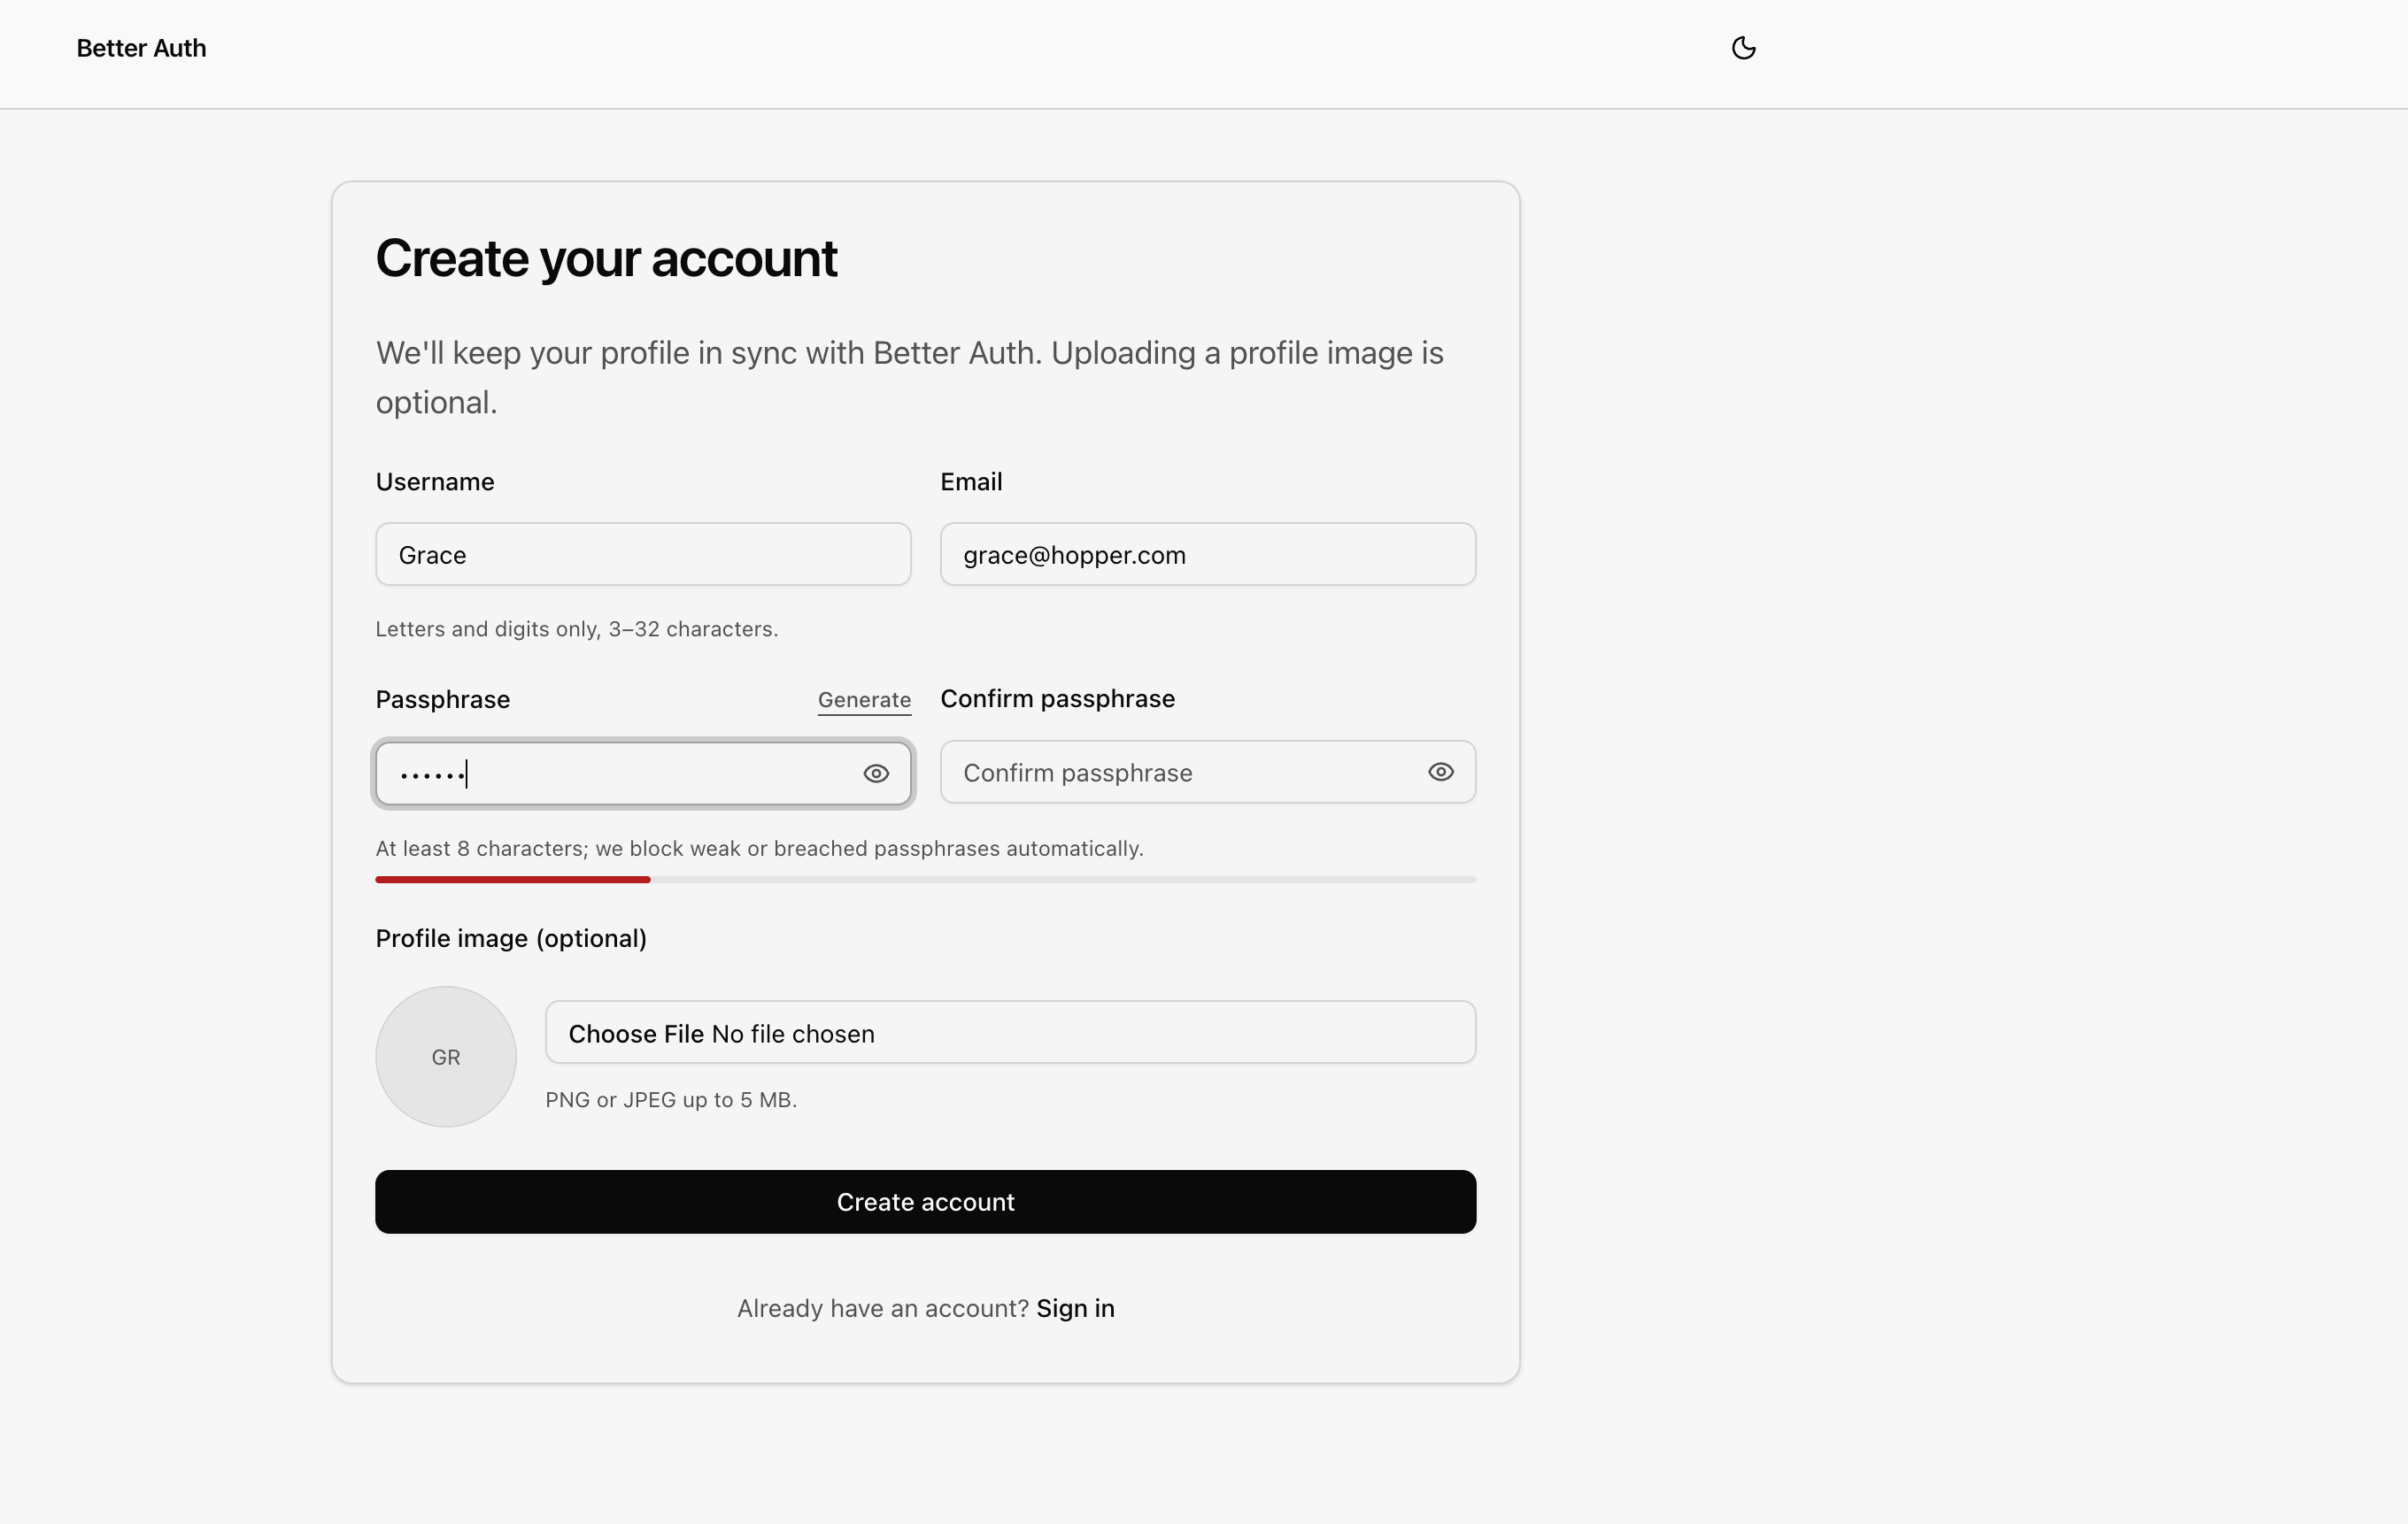 Better Auth
Create your account
We'll keep your profile in sync with Better Auth. Uploading a profile image is
optional.
Username
Email
Grace
grace@hopper.com
Letters and digits only, 3–32 characters.
Passphrase
Generate
Confirm passphrase
••••••
Confirm passphrase
At least 8 characters; we block weak or breached passphrases automatically.
Profile image (optional)
GR
Choose File No file chosen
PNG or JPEG up to 5 MB.
Create account
Already have an account? Sign in